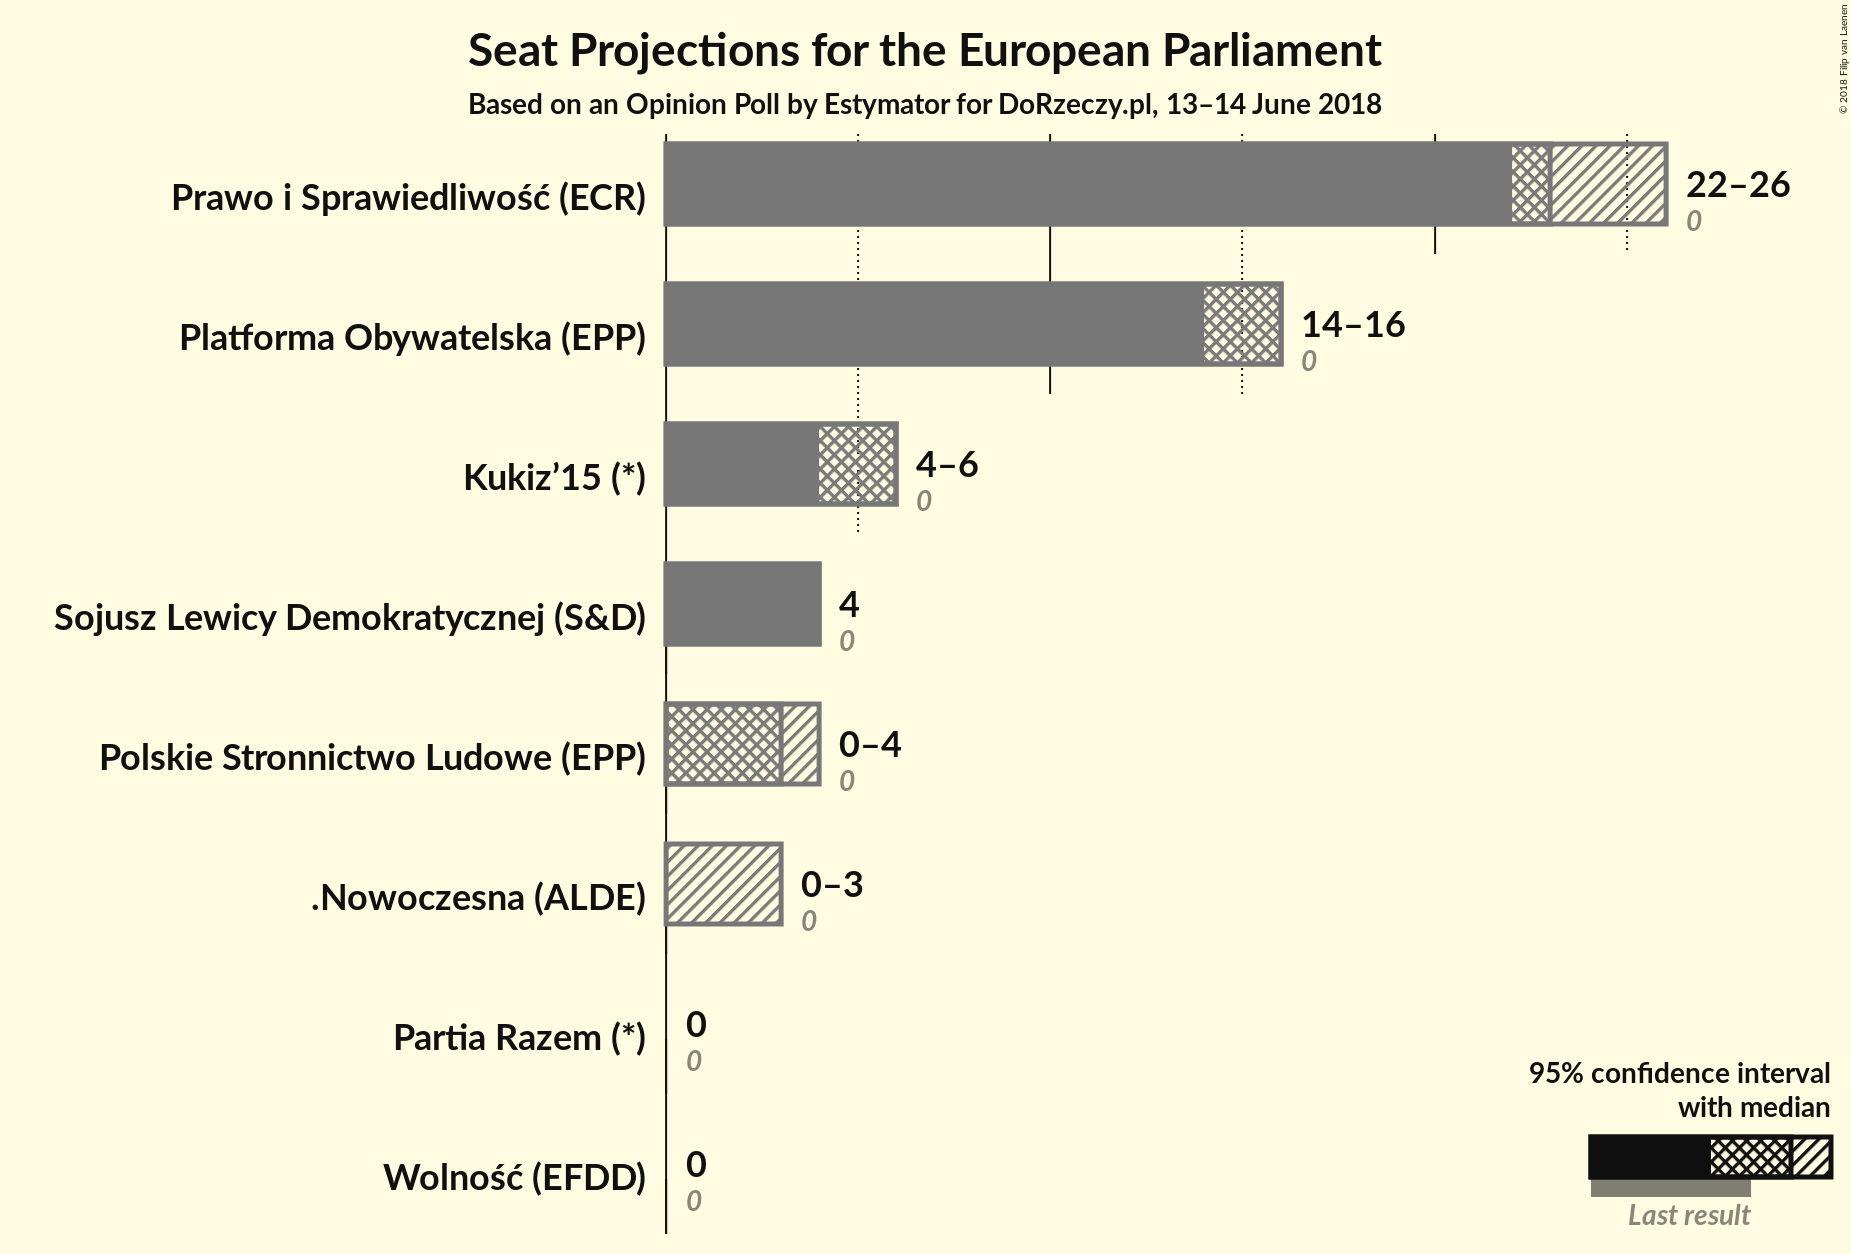 Seat Projections for the European Parliament
Based on an Opinion Poll by Estymator for DoRzeczy.pl, 13–14 June 2018
© 2018 Filip van Laenen
Prawo i Sprawiedliwość (ECR)
22–26
0
Platforma Obywatelska (EPP)
14–16
0
Kukiz’15 (*)
4–6
0
Sojusz Lewicy Demokratycznej (S&D)
4
0
Polskie Stronnictwo Ludowe (EPP)
0–4
0
.Nowoczesna (ALDE)
0–3
0
Partia Razem (*)
0
0
Wolność (EFDD)
0
0
95% confidence interval
with median
Last result